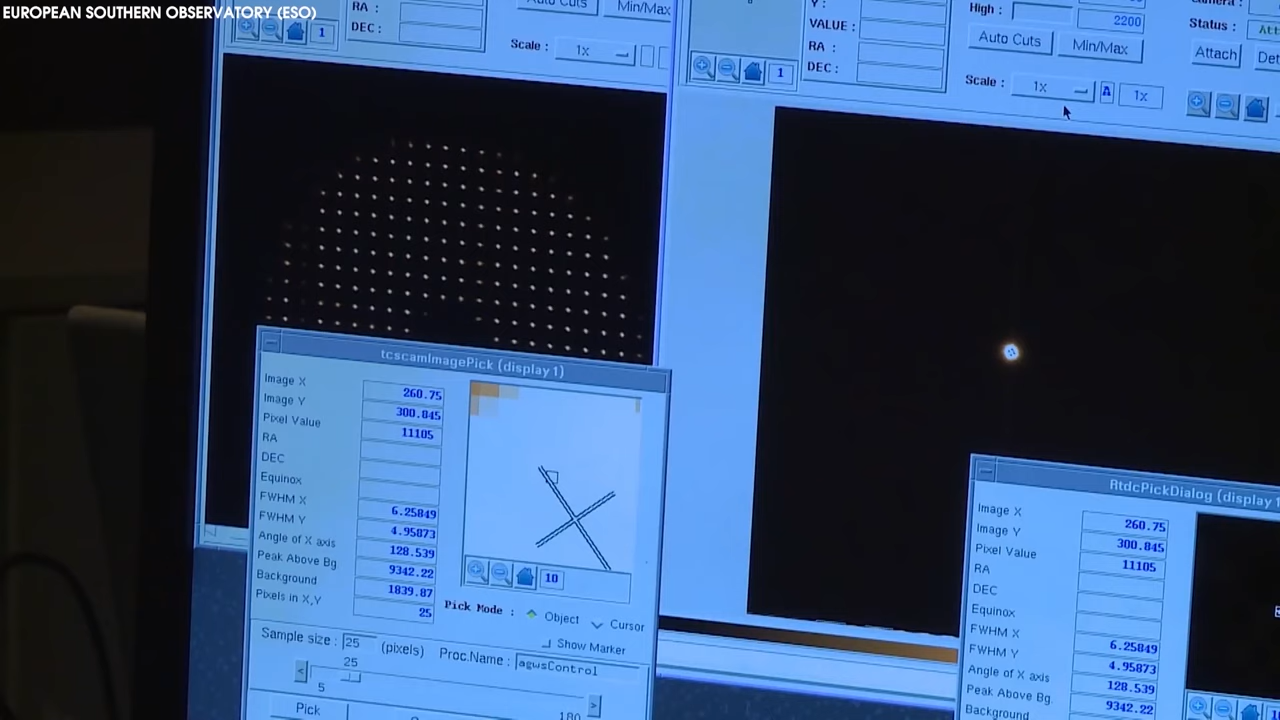 EUROPEAN SOUTHERN OBSERVATORY (ESO)
RA :
DEC :
1
Auto Cuts
Min/Max
Scale :
1x
Y :
VALUE :
RA :
DEC :
1
High :
2200
Auto Cuts
Min/Max
Scale :
1x
A
1x
Status :
Attach
tcscamImagePick (display1)
Image X
260.75
Image Y
300.845
Pixel Value
11105
RA
DEC
Equinox
FWHM X
6.25849
FWHM Y
4.95873
Angle of X axis
128.539
Peak Above Bg
9342.22
Background
1839.87
Pixels in X,Y
25
10
Pick Mode :
Object
Cursor
Show Marker
Sample size :
25
(pixels)
Proc.Name :
agwsControl
25
<
5
180
>
Pick
RtdcPickDialog (display1
Image X
260.75
Image Y
300.845
Pixel Value
11105
RA
DEC
Equinox
FWHM X
6.25849
FWHM Y
4.95873
Angle of X axis
128.539
Peak Above Bg.
9342.22
Background